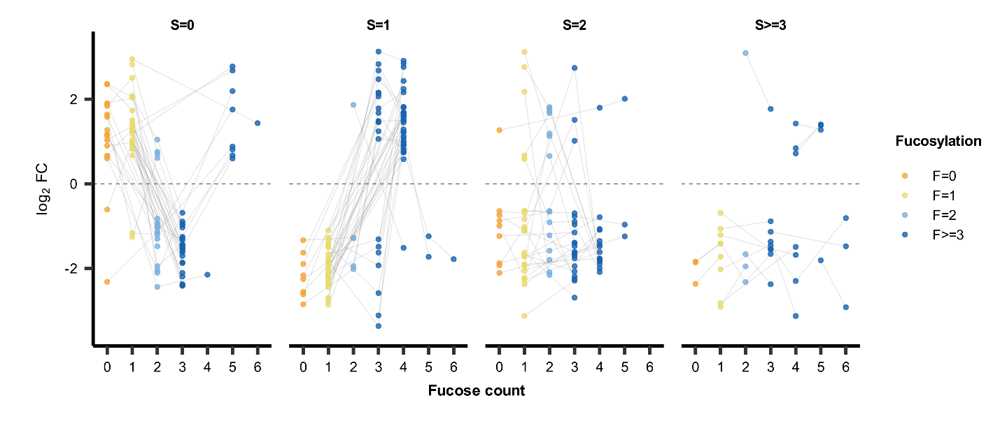 S=0 S=1 S=2 S>=3
2
0
-2
log2 FC
0 1 2 3 4 5 6 0 1 2 3 4 5 6 0 1 2 3 4 5 6 0 1 2 3 4 5 6
Fucose count
Fucosylation
F=0
F=1
F=2
F>=3